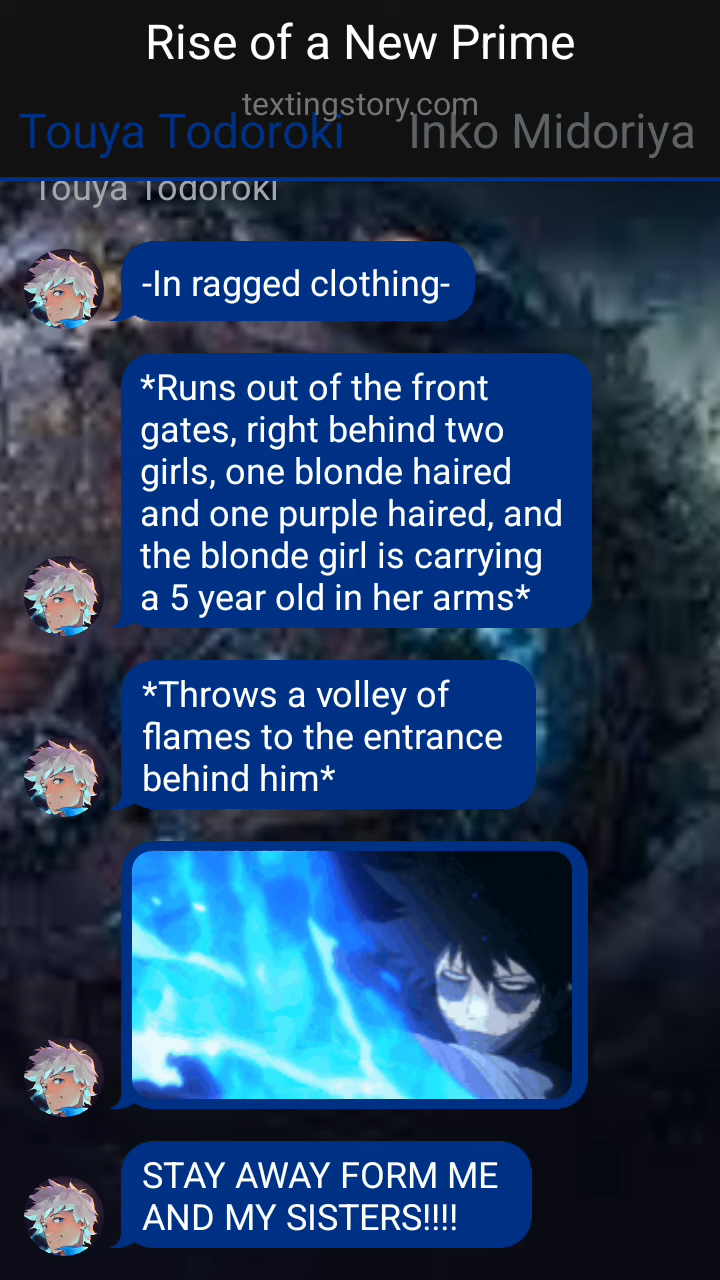 Rise of a New Prime
textingstory.com
Touya Todoroki Inko Midoriya
Touya Todoroki
-In ragged clothing-
*Runs out of the front
gates, right behind two
girls, one blonde haired
and one purple haired, and
the blonde girl is carrying
a 5 year old in her arms*
*Throws a volley of
flames to the entrance
behind him*
STAY AWAY FORM ME
AND MY SISTERS!!!!